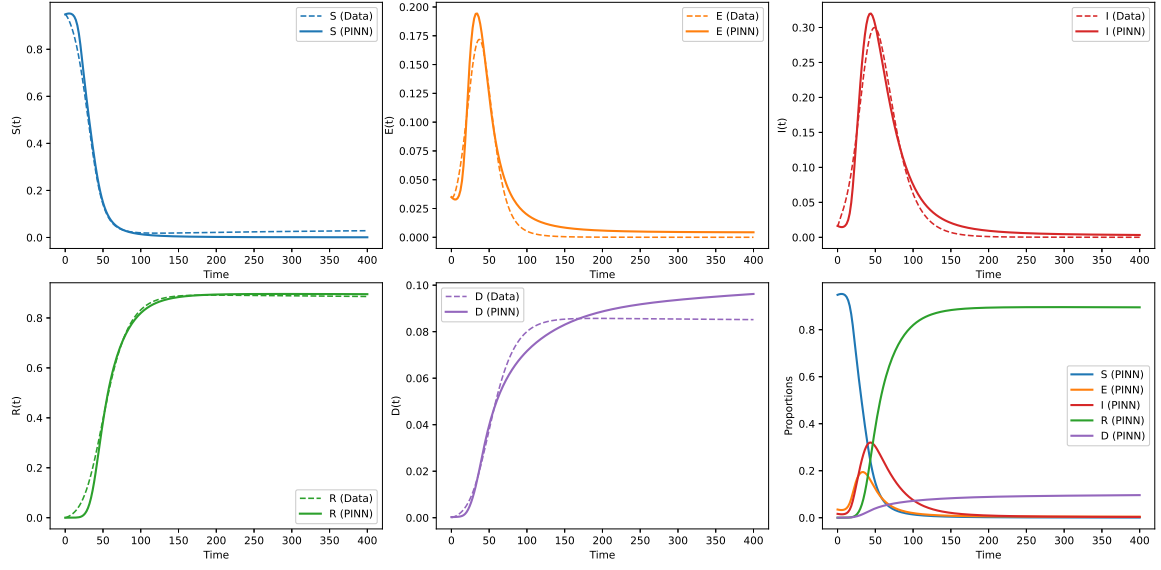 S (Data)
S (PINN)
S(t)
0.0
0.2
0.4
0.6
0.8
0 50 100 150 200 250 300 350 400
Time
E (Data)
E (PINN)
E(t)
0.200
0.175
0.150
0.125
0.100
0.075
0.050
0.025
0.000
0 50 100 150 200 250 300 350 400
Time
I (Data)
I (PINN)
I(t)
0.30
0.25
0.20
0.15
0.10
0.05
0.00
0 50 100 150 200 250 300 350 400
Time
R (Data)
R (PINN)
R(t)
0.8
0.6
0.4
0.2
0.0
0 50 100 150 200 250 300 350 400
Time
D (Data)
D (PINN)
D(t)
0.10
0.08
0.06
0.04
0.02
0.00
0 50 100 150 200 250 300 350 400
Time
S (PINN)
E (PINN)
I (PINN)
R (PINN)
D (PINN)
Proportions
0.8
0.6
0.4
0.2
0.0
0 50 100 150 200 250 300 350 400
Time